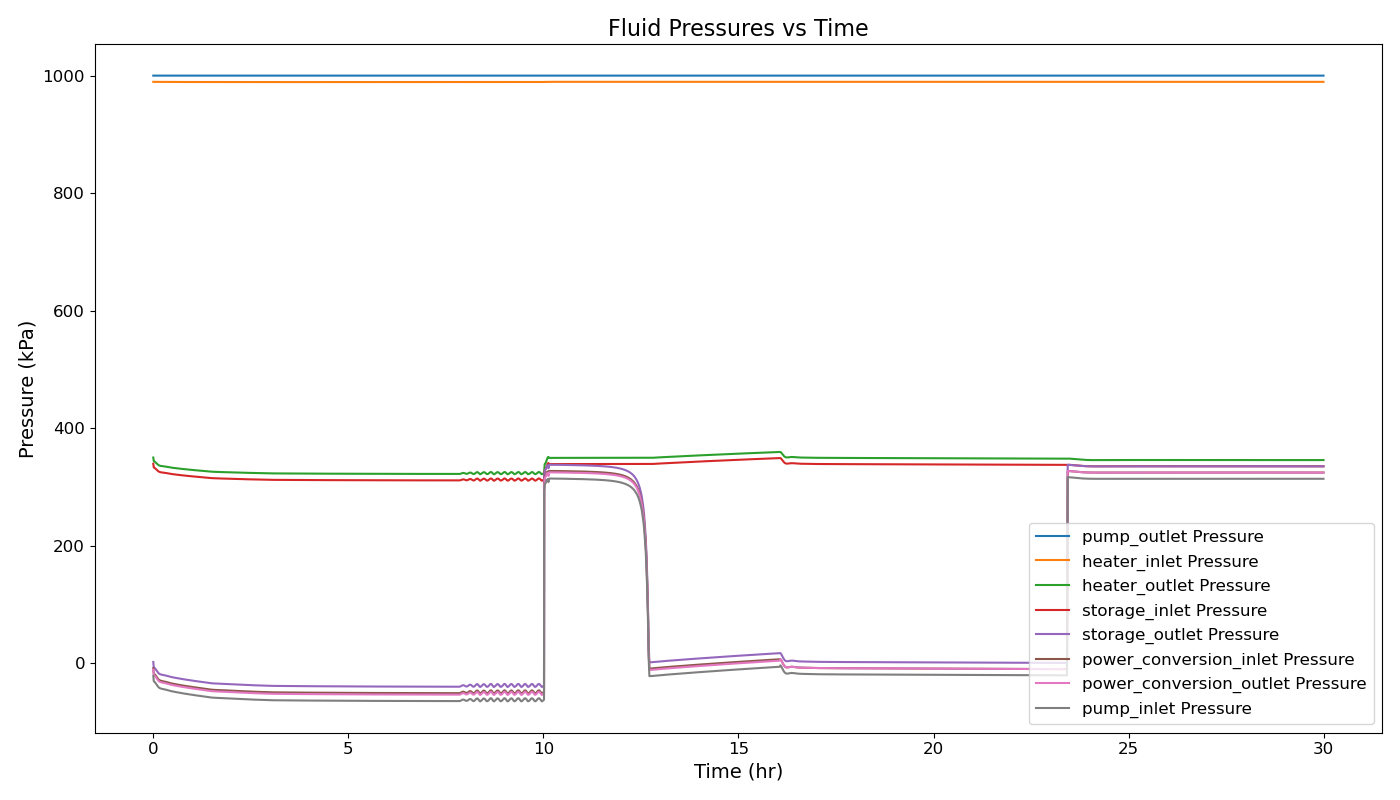 Fluid Pressures vs Time
Pressure (kPa)
1000
800
600
400
200
0
pump_outlet Pressure
heater_inlet Pressure
heater_outlet Pressure
storage_inlet Pressure
storage_outlet Pressure
power_conversion_inlet Pressure
power_conversion_outlet Pressure
pump_inlet Pressure
0 5 10 15 20 25 30
Time (hr)